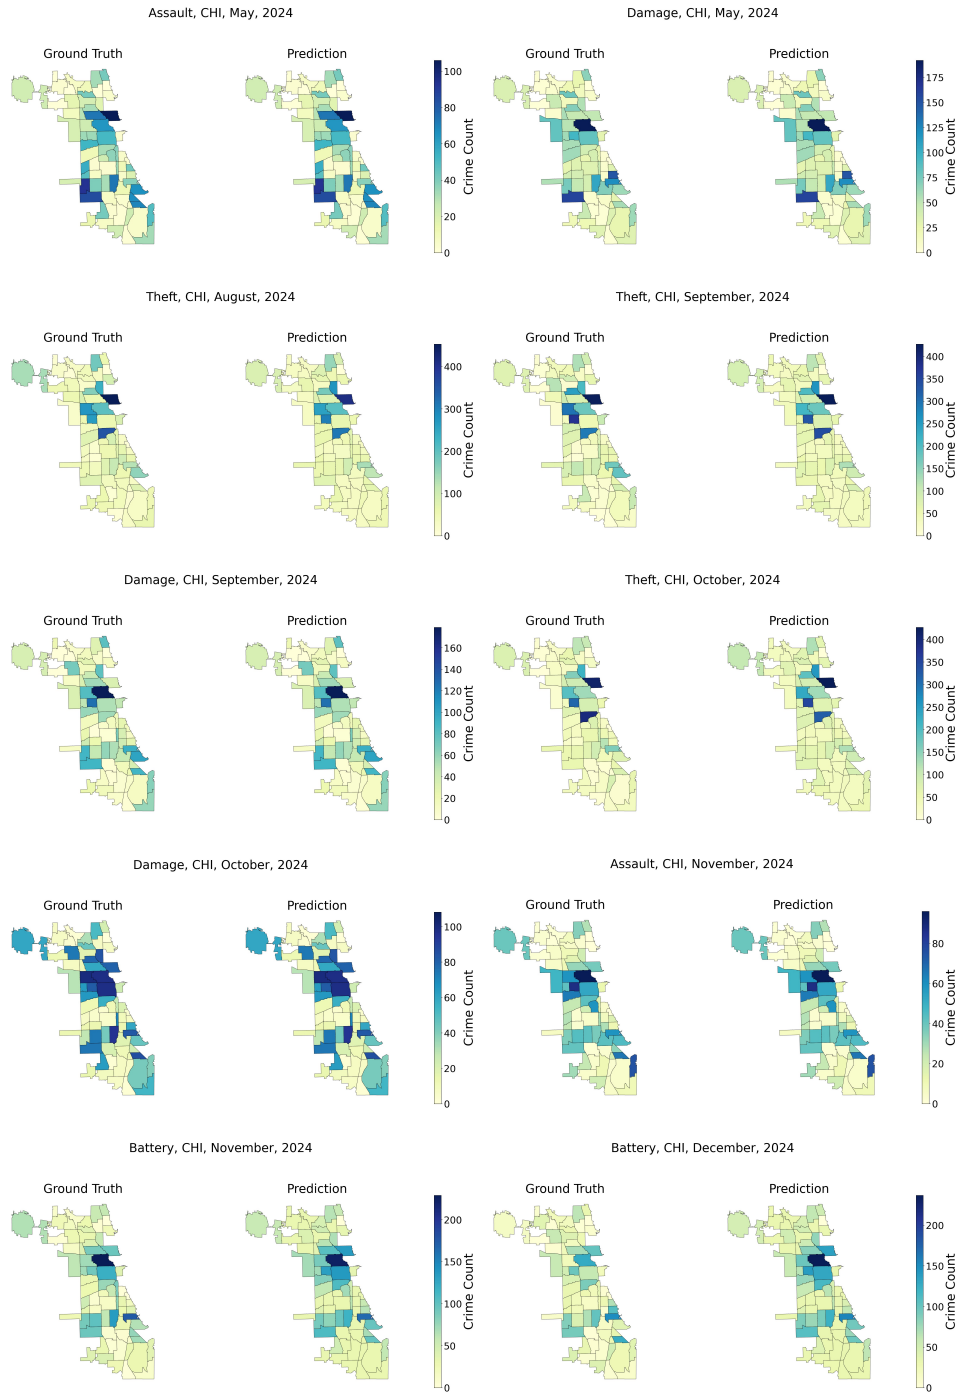 Assault, CHI, May, 2024
Ground Truth
Prediction
100
80
60
40
20
0
Crime Count
Damage, CHI, May, 2024
Ground Truth
Prediction
175
150
125
100
75
50
25
0
Crime Count
Theft, CHI, August, 2024
Ground Truth
Prediction
400
300
200
100
0
Crime Count
Theft, CHI, September, 2024
Ground Truth
Prediction
400
350
300
250
200
150
100
50
0
Crime Count
Damage, CHI, September, 2024
Ground Truth
Prediction
160
140
120
100
80
60
40
20
0
Crime Count
Theft, CHI, October, 2024
Ground Truth
Prediction
400
350
300
250
200
150
100
50
0
Crime Count
Damage, CHI, October, 2024
Ground Truth
Prediction
100
80
60
40
20
0
Crime Count
Assault, CHI, November, 2024
Ground Truth
Prediction
80
60
40
20
0
Crime Count
Battery, CHI, November, 2024
Ground Truth
Prediction
200
150
100
50
0
Crime Count
Battery, CHI, December, 2024
Ground Truth
Prediction
200
150
100
50
0
Crime Count